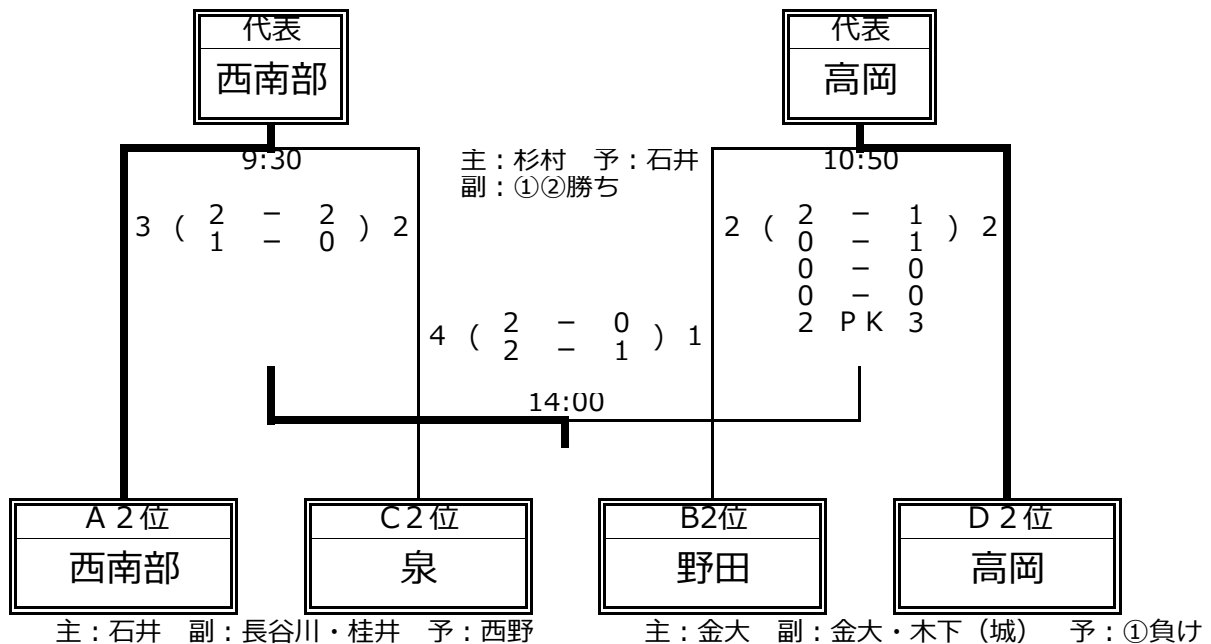 代表
西南部
代表
高岡
9:30
主：杉村　予：石井
副：①②勝ち
10:50
3 ( 2 － 2 ) 2
1 － 0
2 ( 2 － 1 ) 2
0 － 1
0 － 0
0 － 0
2 ＰＫ 3
4 ( 2 － 0 ) 1
2 － 1
14:00
Ａ２位
西南部
Ｃ２位
泉
B2位
野田
Ｄ２位
高岡
主：石井　副：長谷川・桂井　予：西野
主：金大　副：金大・木下（城）　予：①負け